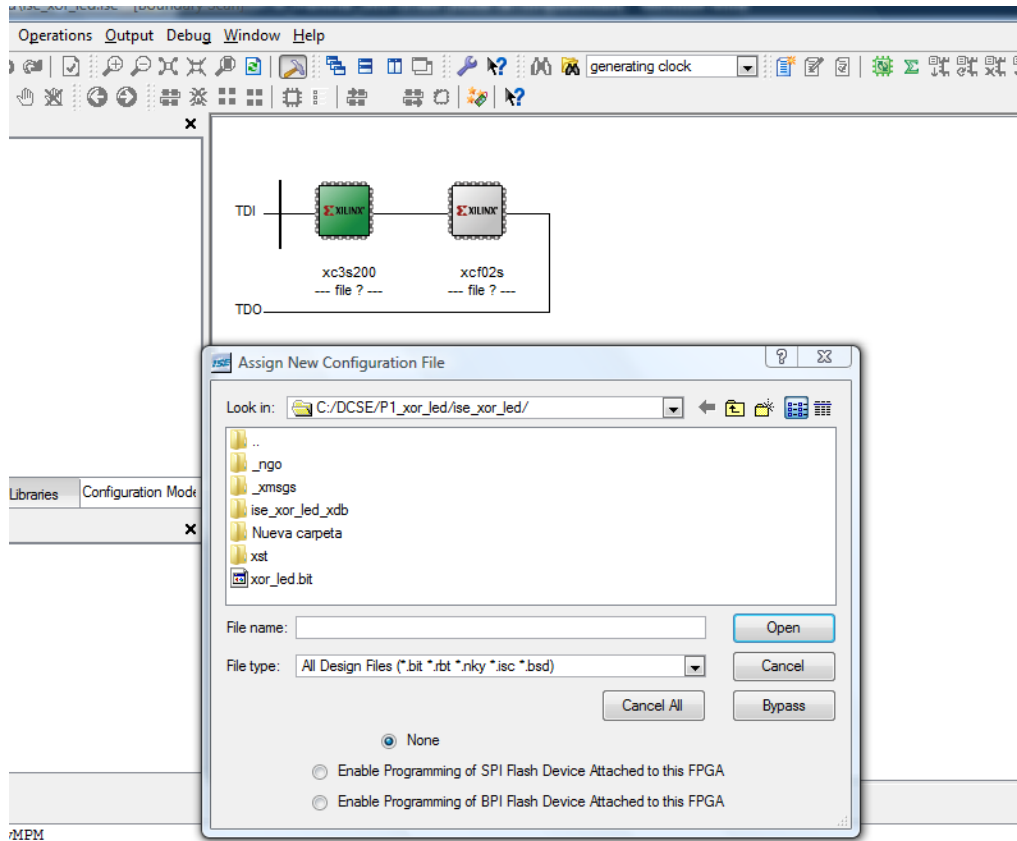 Operations Output Debug Window Help
generating clock
TDI
XILINX XILINX
xc3s200 xcf02s
--- file ? --- --- file ? ---
TDO
ISE Assign New Configuration File
Look in: C:/DCSE/P1_xor_led/ise_xor_led/
..
_ngo
_xmsgs
ise_xor_led_xdb
Nueva carpeta
xst
xor_led.bit
Libraries Configuration Mode
File name: Open
File type: All Design Files (*.bit *.rbt *.nky *.isc *.bsd) Cancel
Cancel All Bypass
None
Enable Programming of SPI Flash Device Attached to this FPGA
Enable Programming of BPI Flash Device Attached to this FPGA
MPM